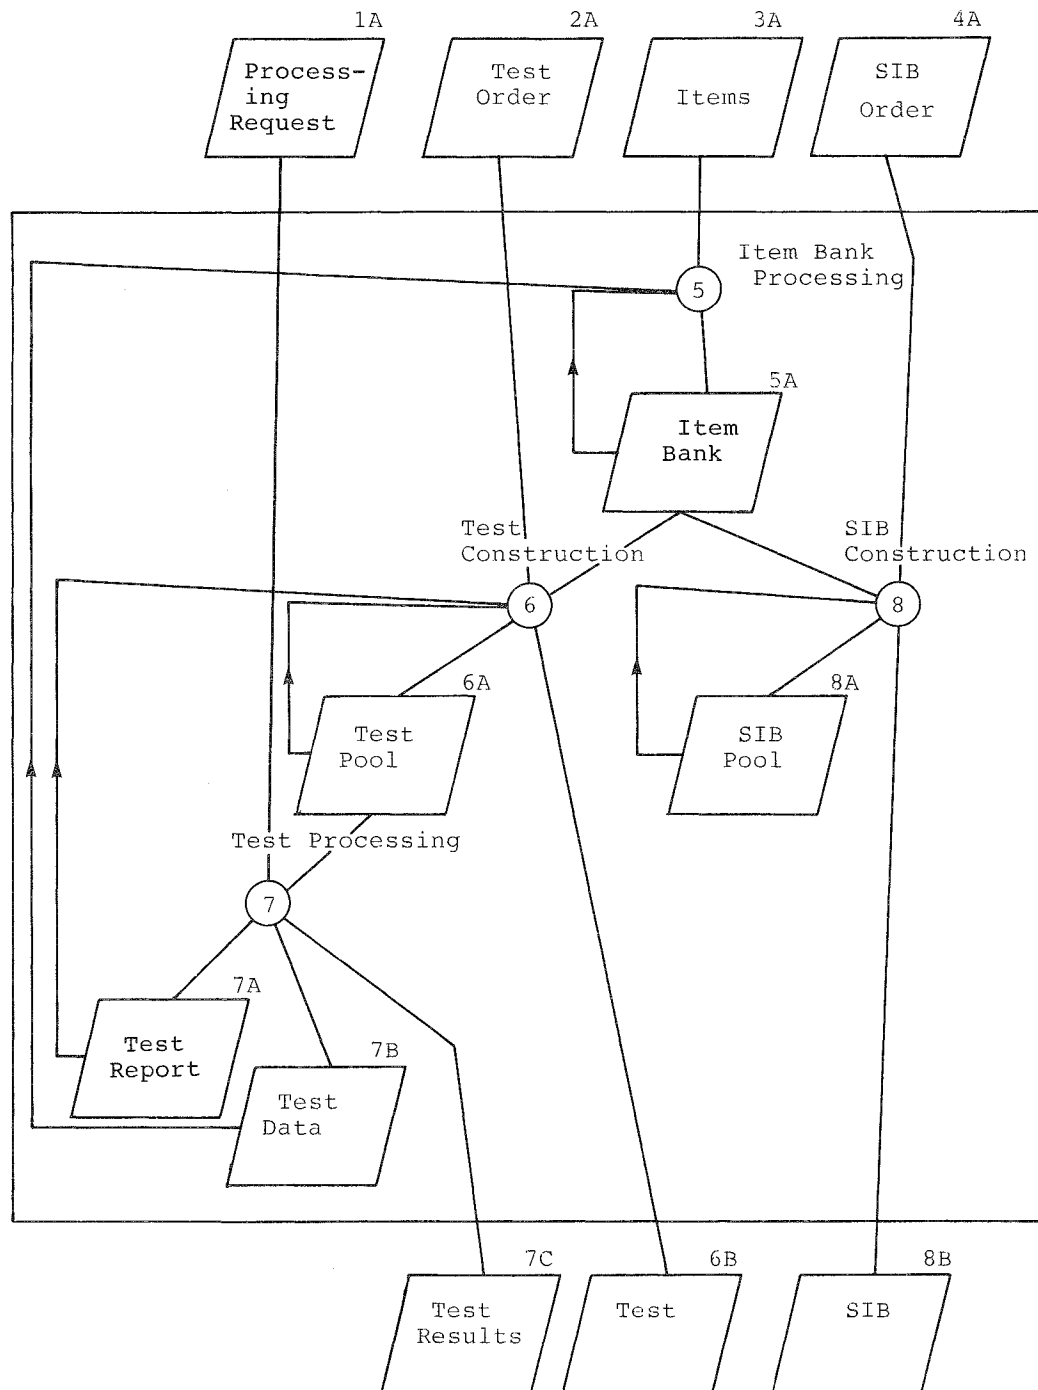 1A
2A
3A
4A
Process-
ing
Request
Test
Order
Items
SIB
Order
Item Bank
Processing
5
5A
Item
Bank
Test
Construction
SIB
Construction
6
8
6A
8A
Test
Pool
SIB
Pool
Test Processing
7
7A
Test
Report
7B
Test
Data
7C
6B
8B
Test
Results
Test
SIB